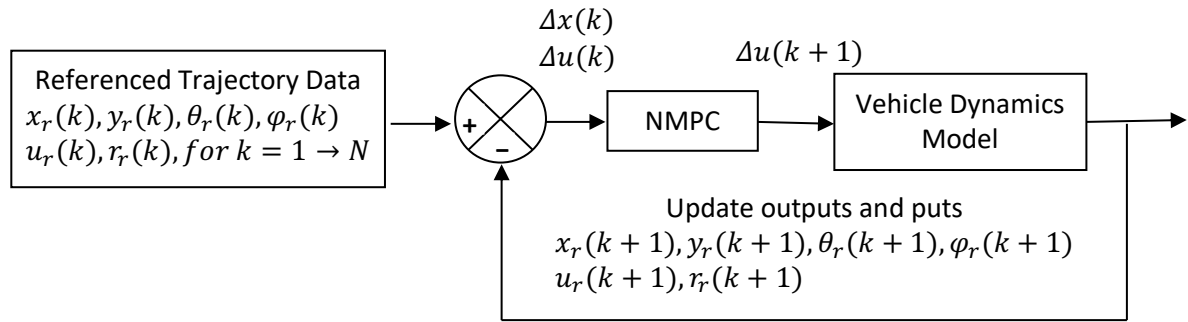 Δx(k)
Δu(k)
Δu(k + 1)
Referenced Trajectory Data
x_r(k), y_r(k), θ_r(k), φ_r(k)
u_r(k), r_r(k), for k = 1 → N
+
−
NMPC
Vehicle Dynamics
Model
Update outputs and puts
x_r(k + 1), y_r(k + 1), θ_r(k + 1), φ_r(k + 1)
u_r(k + 1), r_r(k + 1)